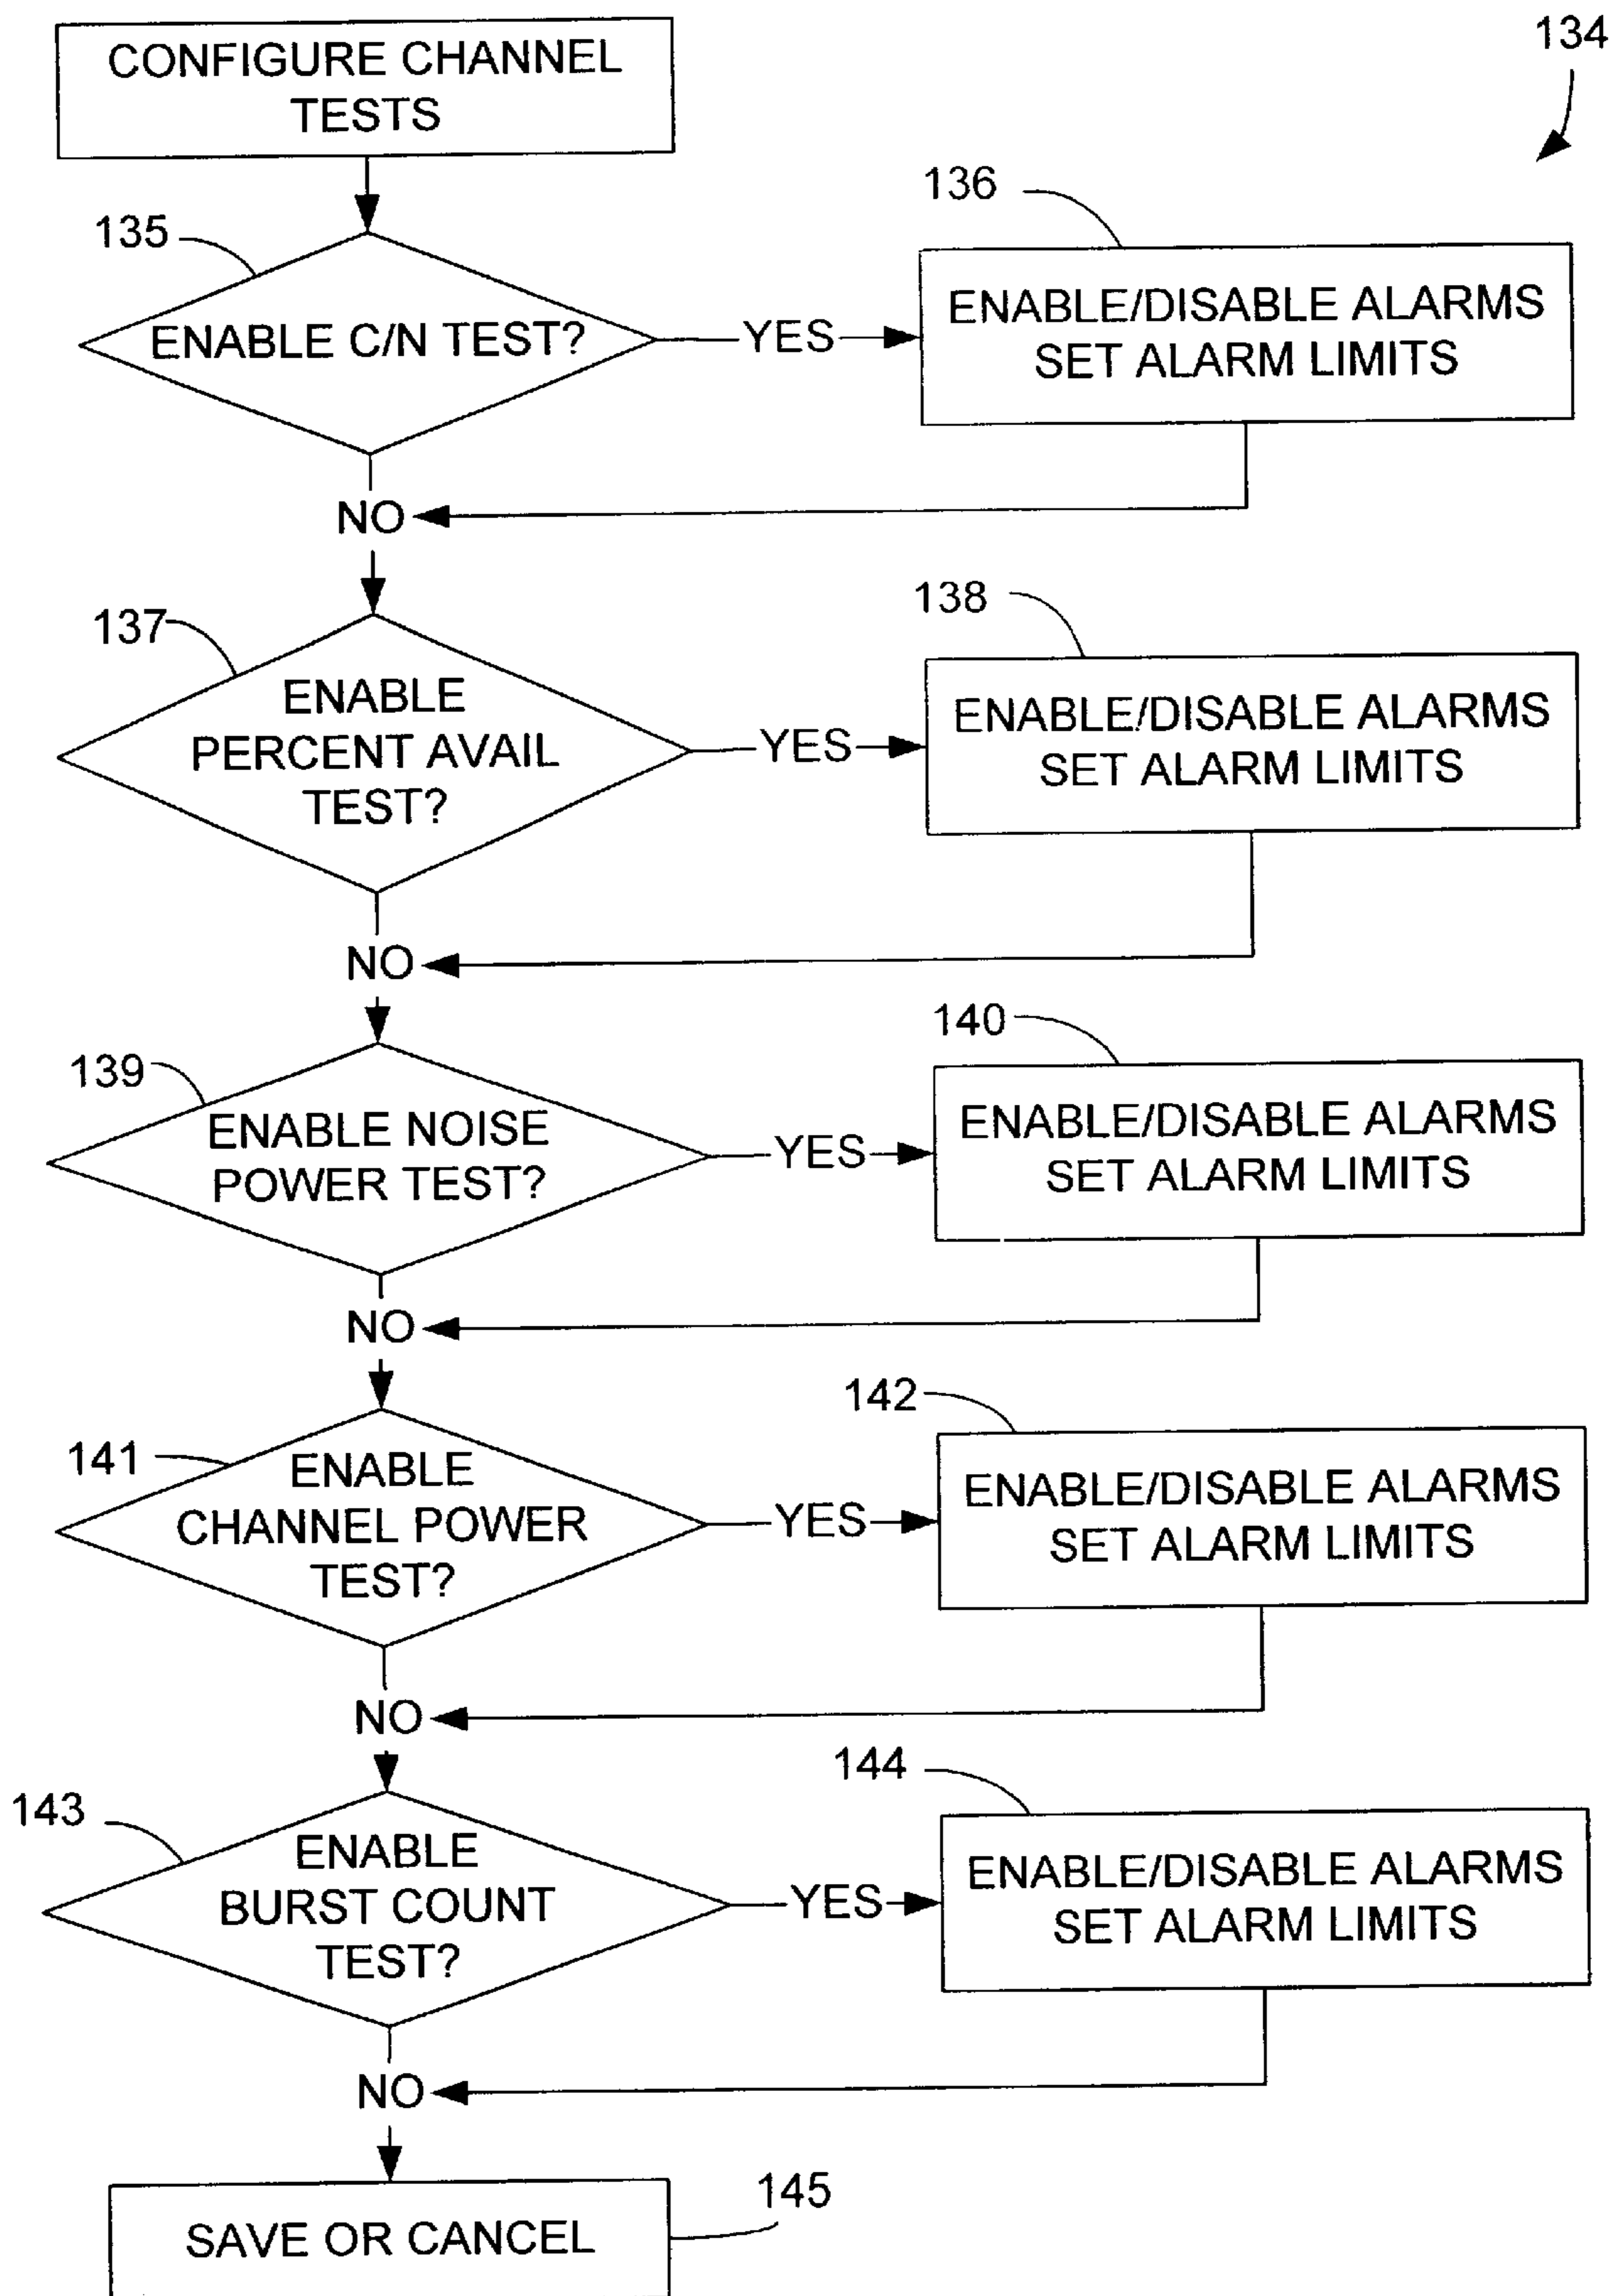 134
CONFIGURE CHANNEL
TESTS
135
ENABLE C/N TEST?
YES
136
ENABLE/DISABLE ALARMS
SET ALARM LIMITS
NO
137
ENABLE
PERCENT AVAIL
TEST?
YES
138
ENABLE/DISABLE ALARMS
SET ALARM LIMITS
NO
139
ENABLE NOISE
POWER TEST?
YES
140
ENABLE/DISABLE ALARMS
SET ALARM LIMITS
NO
141
ENABLE
CHANNEL POWER
TEST?
YES
142
ENABLE/DISABLE ALARMS
SET ALARM LIMITS
NO
143
ENABLE
BURST COUNT
TEST?
YES
144
ENABLE/DISABLE ALARMS
SET ALARM LIMITS
NO
145
SAVE OR CANCEL